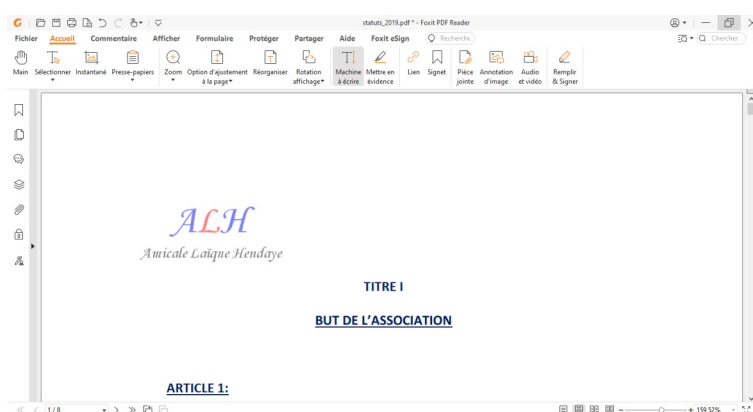 statuts_2019.pdf * - Foxit PDF Reader
Fichier Accueil Commentaire Afficher Formulaire Protéger Partager Aide Foxit eSign Recherche Chercher
Main Sélectionner Instantané Presse-papiers Zoom Option d'ajustement à la page Réorganiser Rotation affichage Machine à écrire Mettre en évidence Lien Signet Pièce jointe Annotation d'image Audio et vidéo Remplir & Signer
ALH
Amicale Laïque Hendaye
TITRE I
BUT DE L'ASSOCIATION
ARTICLE 1:
1 / 8 159.52%